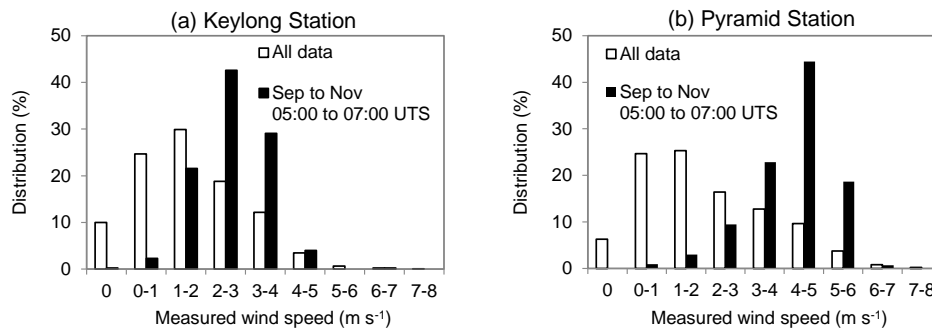 (a) Keylong Station
50
40
30
20
10
0
Distribution (%)
All data
Sep to Nov
05:00 to 07:00 UTS
0 0-1 1-2 2-3 3-4 4-5 5-6 6-7 7-8
Measured wind speed (m s-1)
(b) Pyramid Station
50
40
30
20
10
0
Distribution (%)
All data
Sep to Nov
05:00 to 07:00 UTS
0 0-1 1-2 2-3 3-4 4-5 5-6 6-7 7-8
Measured wind speed (m s-1)